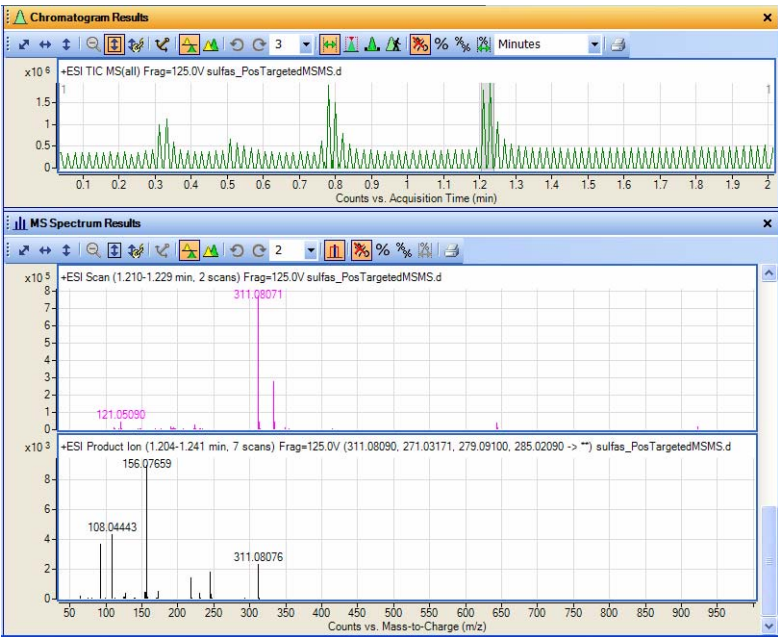 Chromatogram Results
3
Minutes
x10 6
+ESI TIC MS(all) Frag=125.0V sulfas_PosTargetedMSMS.d
1
1
1.5
1
0.5
0
0.1 0.2 0.3 0.4 0.5 0.6 0.7 0.8 0.9 1 1.1 1.2 1.3 1.4 1.5 1.6 1.7 1.8 1.9 2
Counts vs. Acquisition Time (min)
MS Spectrum Results
2
x10 5
+ESI Scan (1.210-1.229 min, 2 scans) Frag=125.0V sulfas_PosTargetedMSMS.d
8
311.08071
7
6
5
4
3
2
1
121.05090
0
x10 3
+ESI Product Ion (1.204-1.241 min, 7 scans) Frag=125.0V (311.08090, 271.03171, 279.09100, 285.02090 -> **) sulfas_PosTargetedMSMS.d
156.07659
8
6
108.04443
4
311.08076
2
0
50 100 150 200 250 300 350 400 450 500 550 600 650 700 750 800 850 900 950
Counts vs. Mass-to-Charge (m/z)